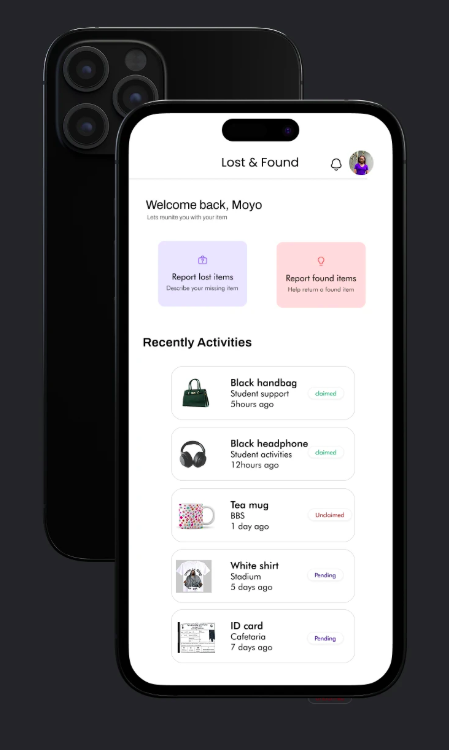 Lost & Found
Welcome back, Moyo
Lets munite you with your item
Report lost items
Describe your missing item
Report found items
Help return a found item
Recently Activities
Black handbag
Student support
5hours ago
claimed
Black headphone
Student activities
12hours ago
claimed
Tea mug
BBS
1 day ago
Unclaimed
White shirt
Stadium
5 days ago
Pending
ID card
Cafetaria
7 days ago
Pending